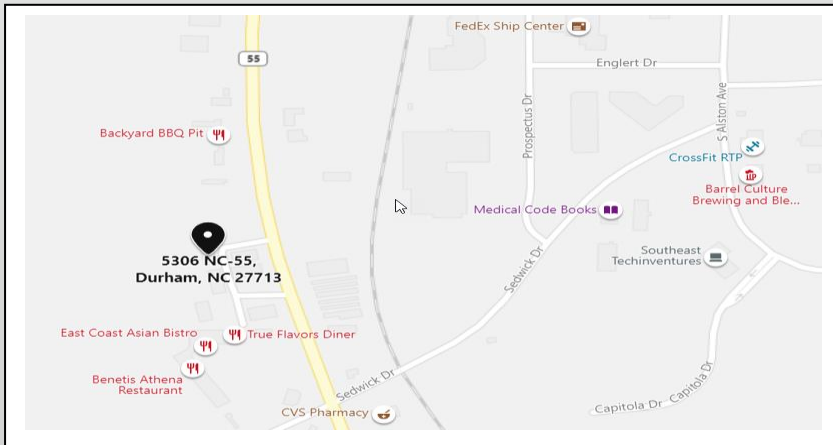 FedEx Ship Center
55
Englert Dr
Prospectus Dr
S Alston Ave
Backyard BBQ Pit
CrossFit RTP
Barrel Culture
Brewing and Ble...
Medical Code Books
5306 NC-55,
Durham, NC 27713
Southeast
Techinventures
Sedwick Dr
East Coast Asian Bistro
True Flavors Diner
Benetis Athena
Restaurant
Sedwick Dr
CVS Pharmacy
Capitola Dr
Capitola Dr